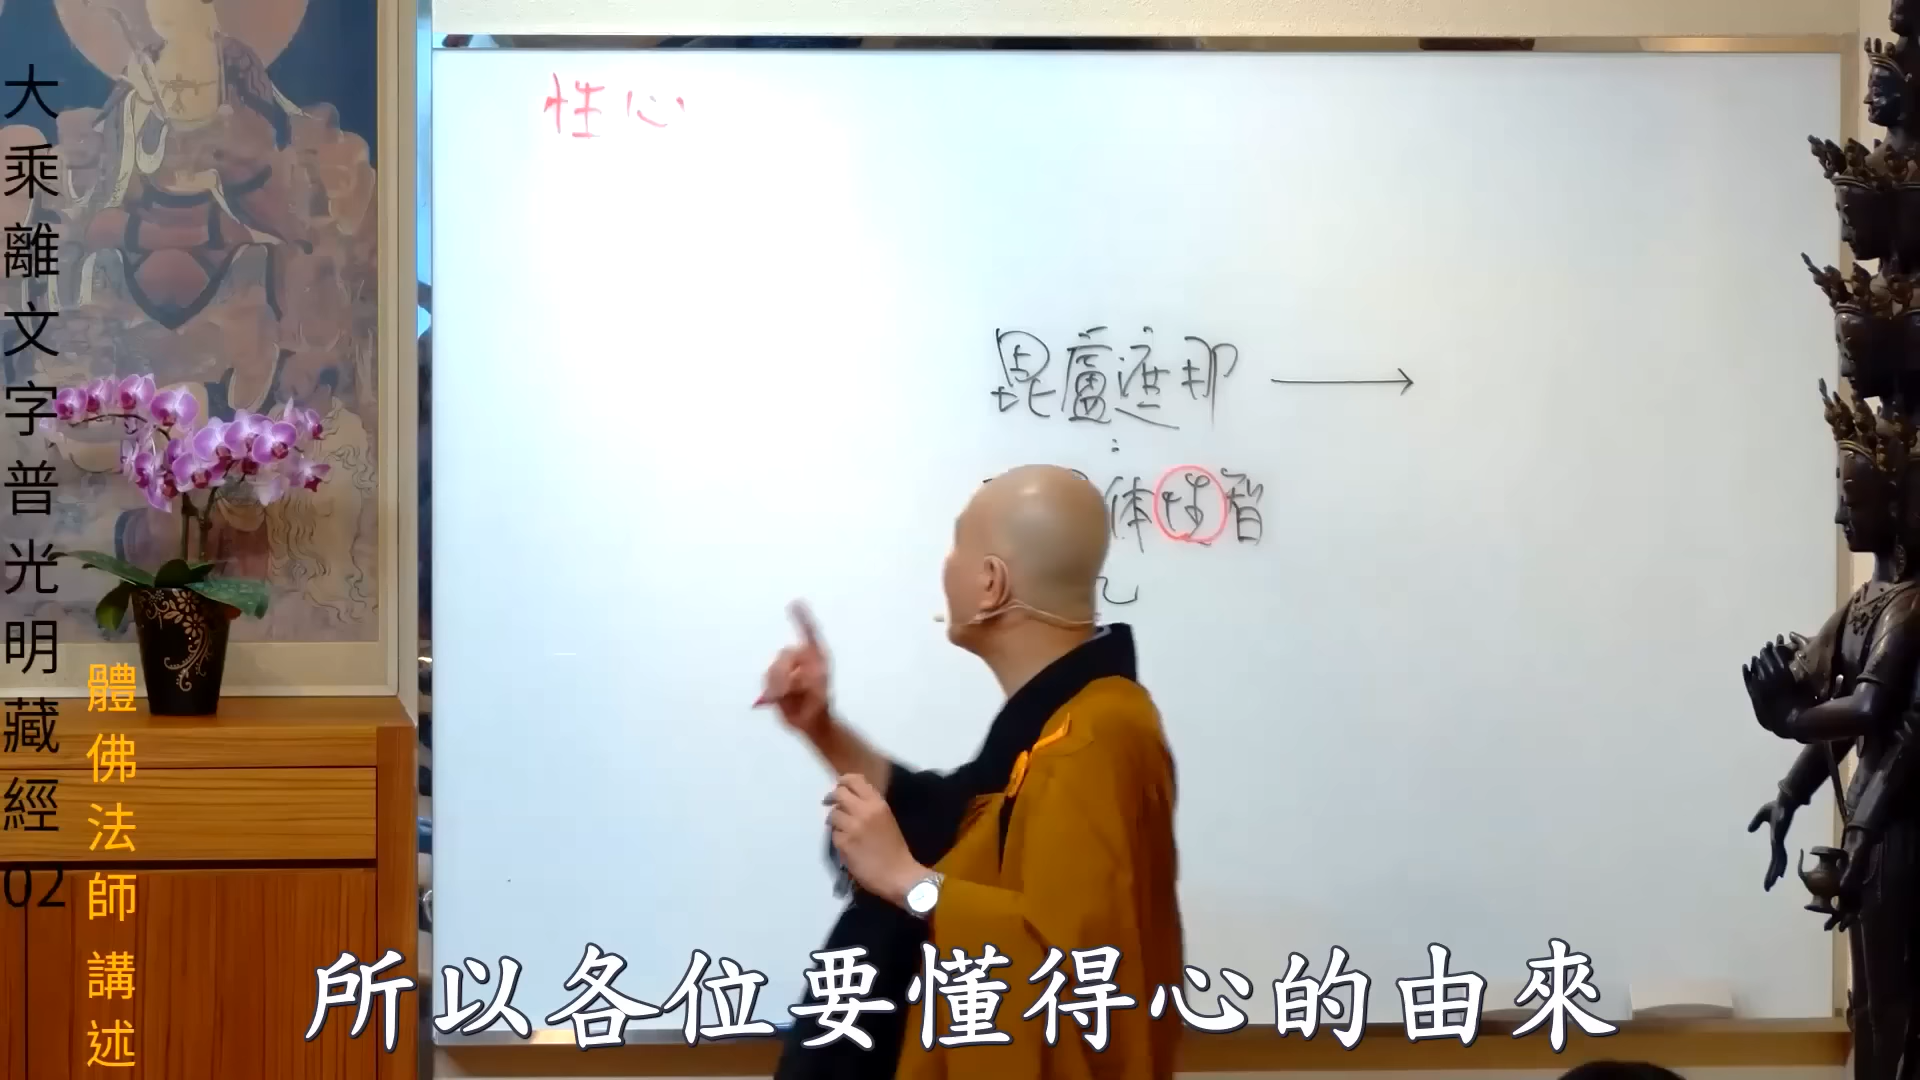 大乘離文字普光明藏經02
體佛法師 講述
性心
毘盧遮那 →
体性智
所以各位要懂得心的由來